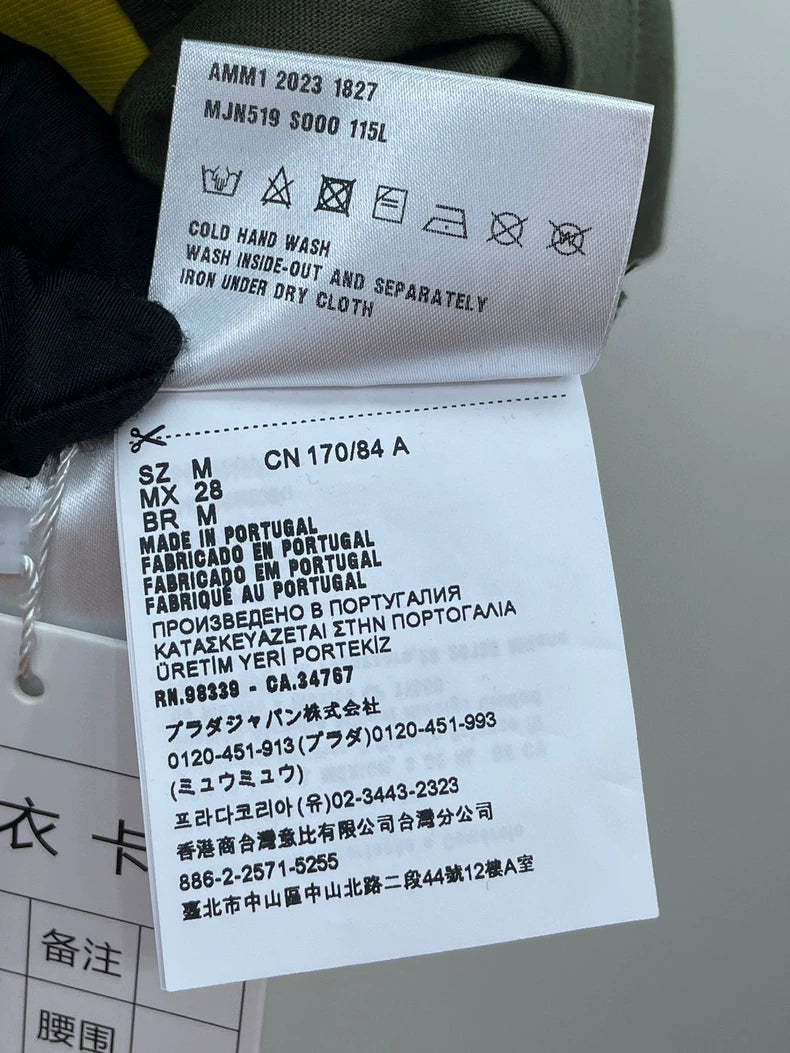 AMM1 2023 1827
MJN519 S000 115L
COLD HAND WASH
WASH INSIDE-OUT AND SEPARATELY
IRON UNDER DRY CLOTH
SZ M CN 170/84 A
MX 28
BR M
MADE IN PORTUGAL
FABRICADO EN PORTUGAL
FABRICADO EM PORTUGAL
FABRIQUÉ AU PORTUGAL
ПРОИЗВЕДЕНО В ПОРТУГАЛИЯ
ΚΑΤΑΣΚΕΥΑΖΕΤΑΙ ΣΤΗΝ ΠΟΡΤΟΓΑΛΙΑ
ÜRETİM YERİ PORTEKİZ
RN.98339 - CA.34767
プラダジャパン株式会社
0120-451-913(プラダ)0120-451-993
(ミュウミュウ)
프라다코리아(유)02-3443-2323
香港商台灣意比有限公司台灣分公司
886-2-2571-5255
臺北市中山區中山北路二段44號12樓A室
衣 卡
备注
腰围